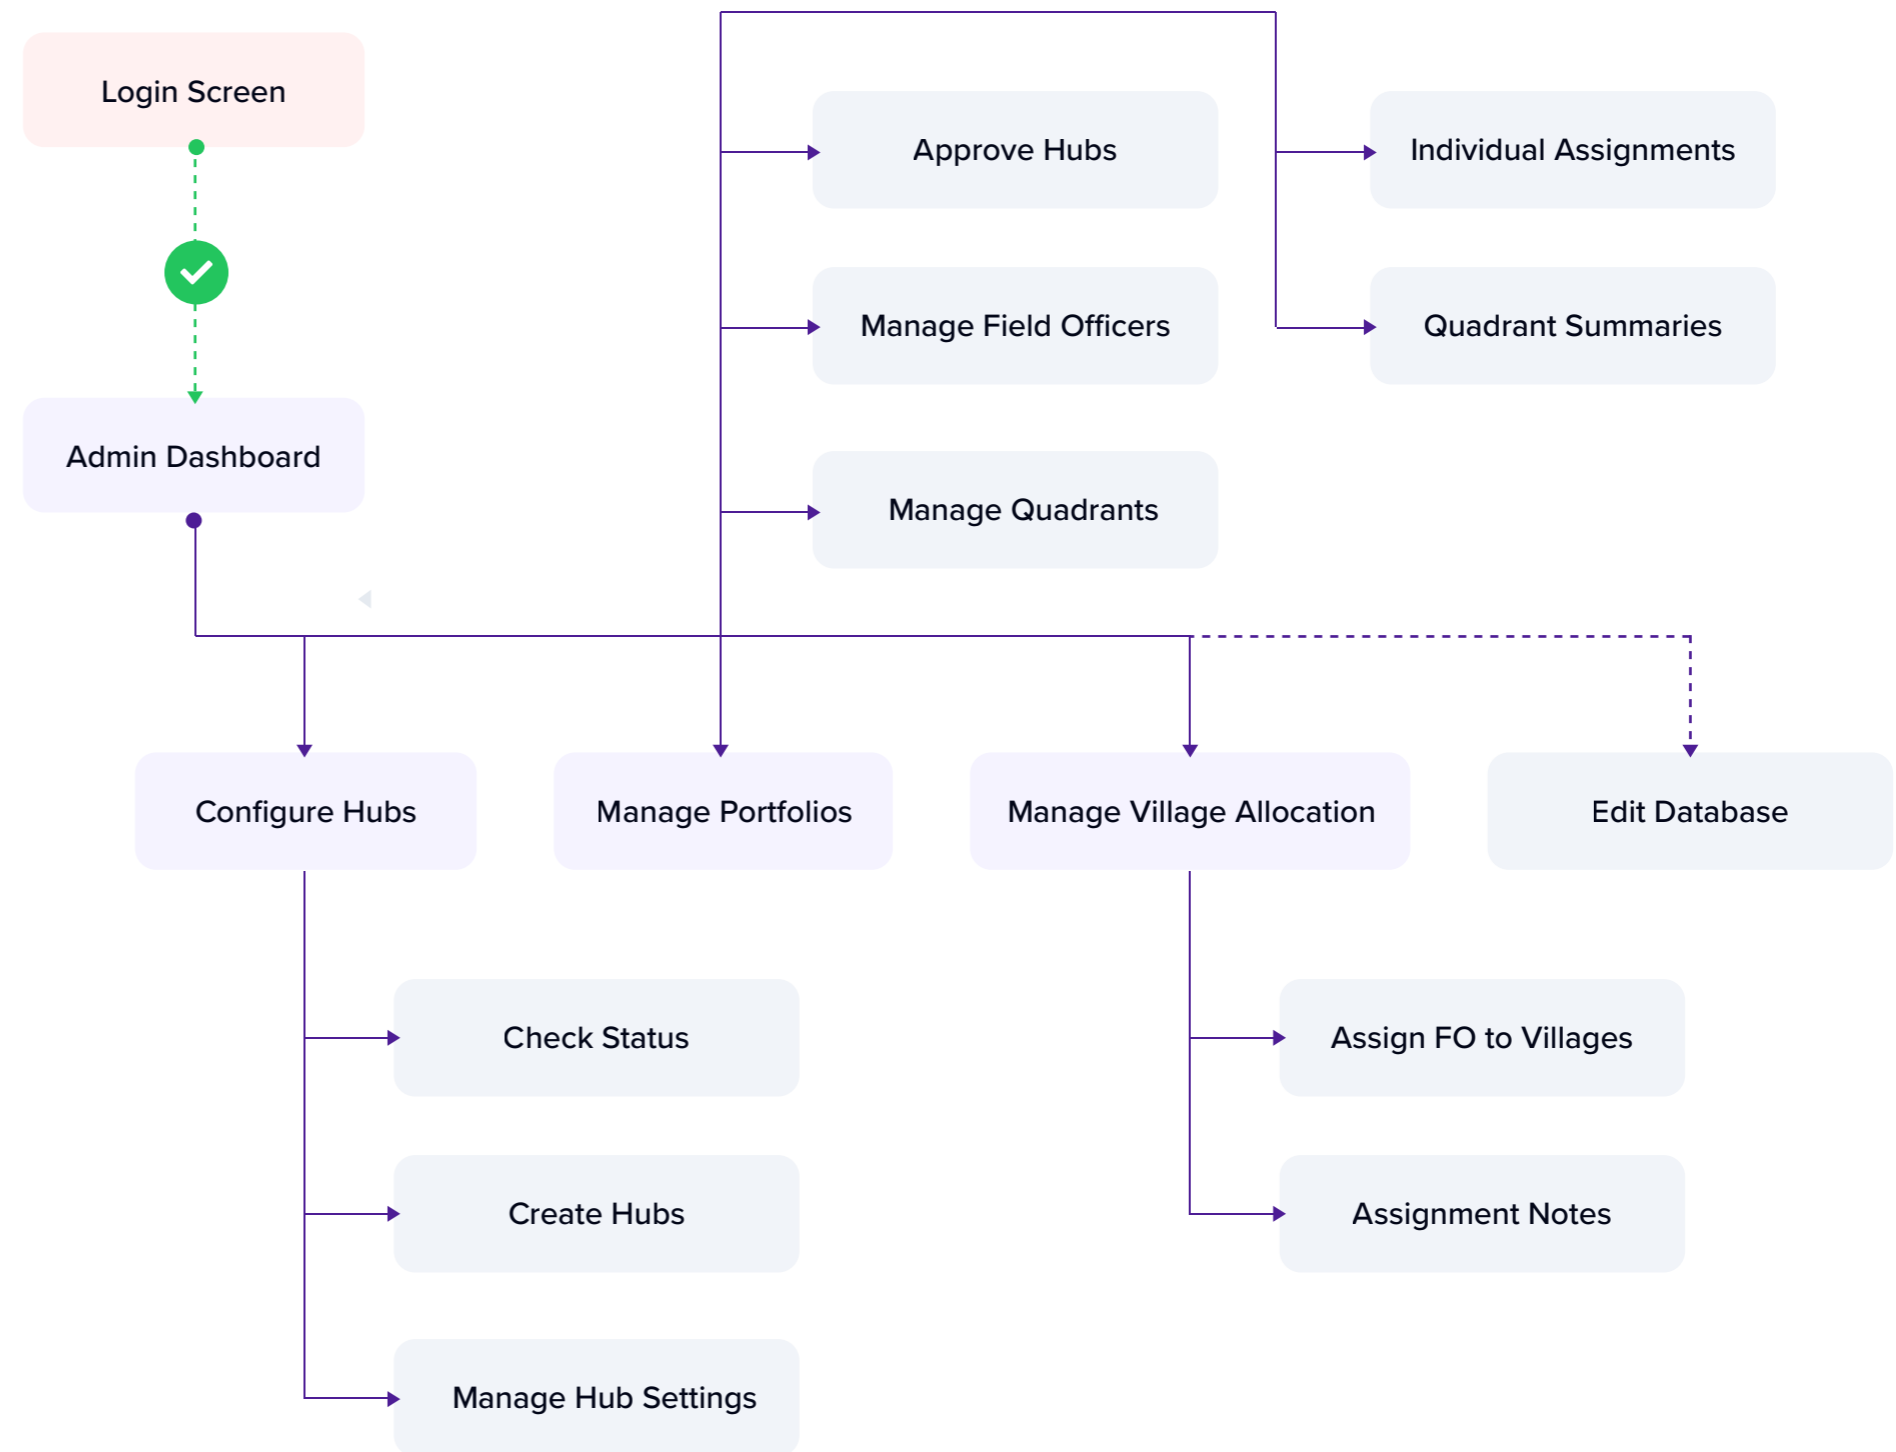 Login Screen
Approve Hubs
Individual Assignments
Manage Field Officers
Quadrant Summaries
Admin Dashboard
Manage Quadrants
Configure Hubs
Manage Portfolios
Manage Village Allocation
Edit Database
Check Status
Assign FO to Villages
Create Hubs
Assignment Notes
Manage Hub Settings